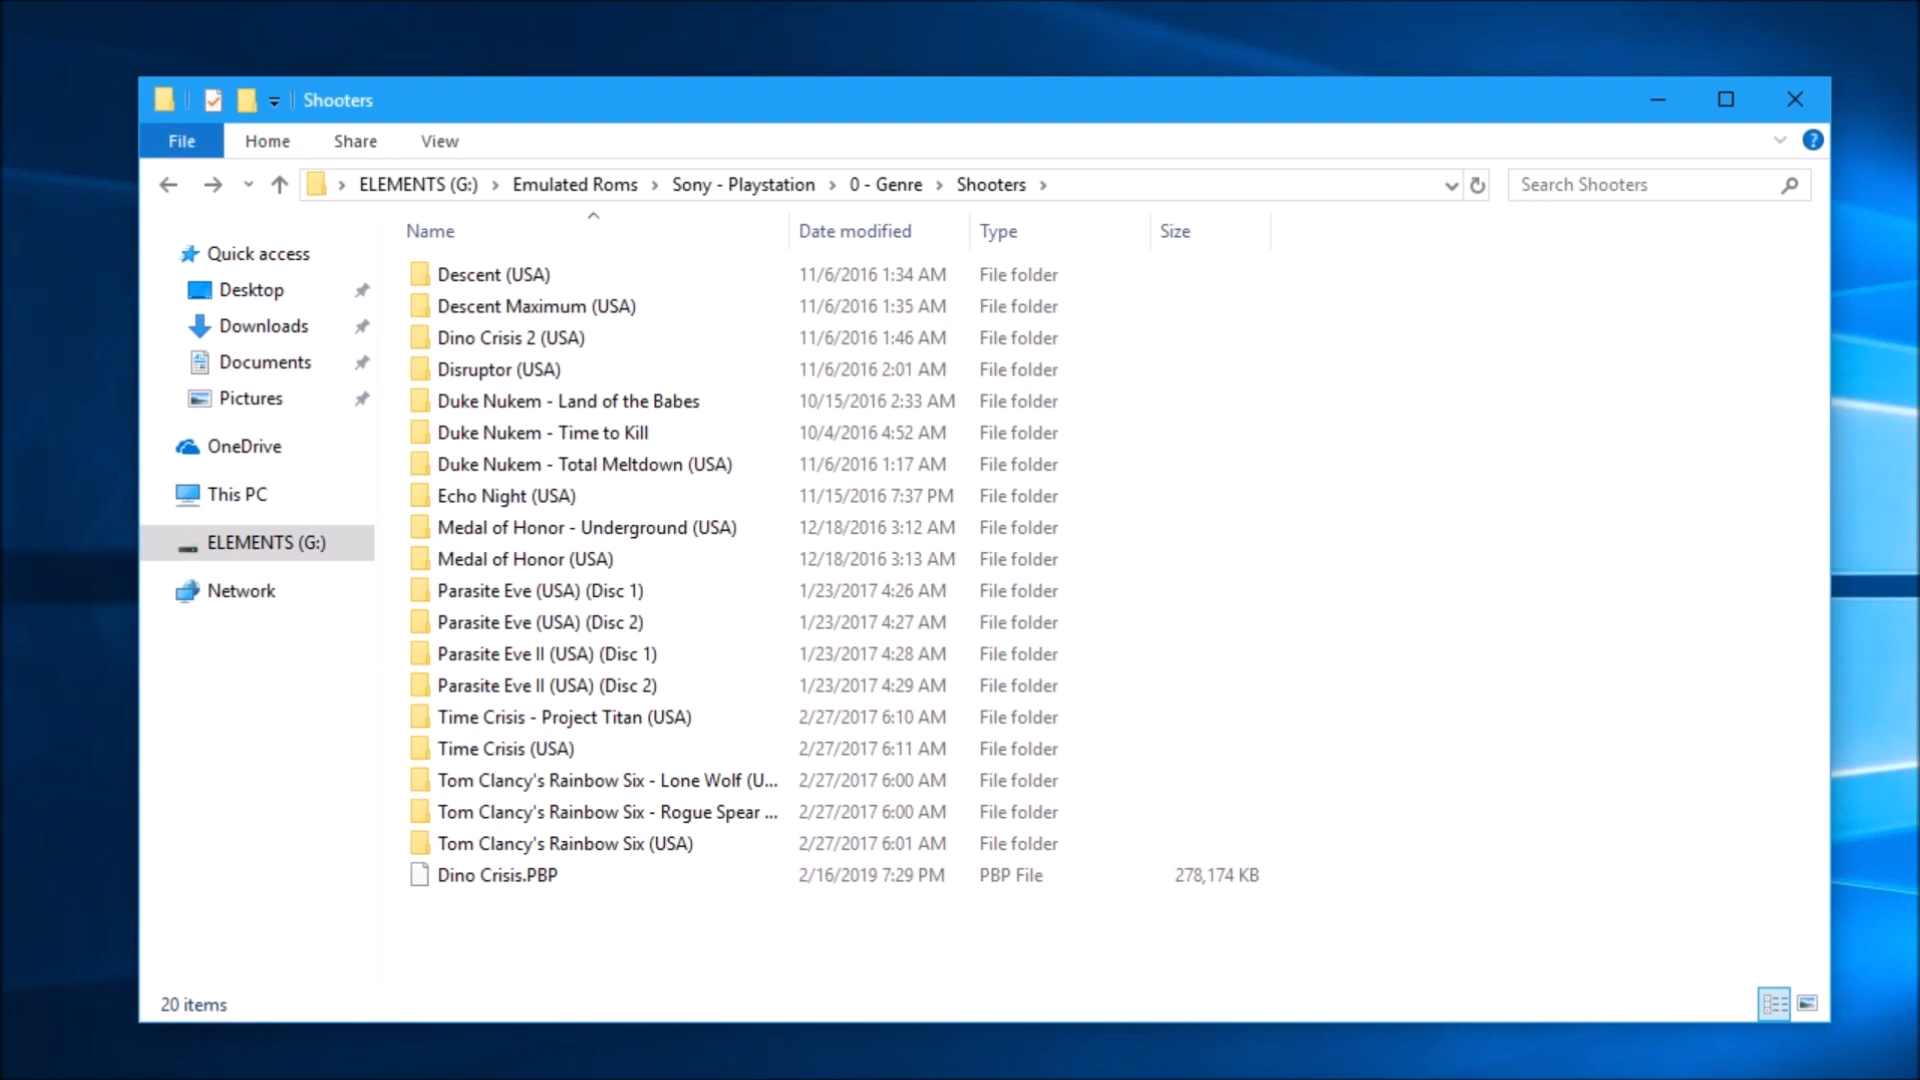 Shooters
File Home Share View
ELEMENTS (G:) Emulated Roms Sony - Playstation 0 - Genre Shooters Search Shooters
Name Date modified Type Size
Quick access
Desktop
Downloads
Documents
Pictures
OneDrive
This PC
ELEMENTS (G:)
Network
Descent (USA) 11/6/2016 1:34 AM File folder
Descent Maximum (USA) 11/6/2016 1:35 AM File folder
Dino Crisis 2 (USA) 11/6/2016 1:46 AM File folder
Disruptor (USA) 11/6/2016 2:01 AM File folder
Duke Nukem - Land of the Babes 10/15/2016 2:33 AM File folder
Duke Nukem - Time to Kill 10/4/2016 4:52 AM File folder
Duke Nukem - Total Meltdown (USA) 11/6/2016 1:17 AM File folder
Echo Night (USA) 11/15/2016 7:37 PM File folder
Medal of Honor - Underground (USA) 12/18/2016 3:12 AM File folder
Medal of Honor (USA) 12/18/2016 3:13 AM File folder
Parasite Eve (USA) (Disc 1) 1/23/2017 4:26 AM File folder
Parasite Eve (USA) (Disc 2) 1/23/2017 4:27 AM File folder
Parasite Eve II (USA) (Disc 1) 1/23/2017 4:28 AM File folder
Parasite Eve II (USA) (Disc 2) 1/23/2017 4:29 AM File folder
Time Crisis - Project Titan (USA) 2/27/2017 6:10 AM File folder
Time Crisis (USA) 2/27/2017 6:11 AM File folder
Tom Clancy's Rainbow Six - Lone Wolf (U... 2/27/2017 6:00 AM File folder
Tom Clancy's Rainbow Six - Rogue Spear ... 2/27/2017 6:00 AM File folder
Tom Clancy's Rainbow Six (USA) 2/27/2017 6:01 AM File folder
Dino Crisis.PBP 2/16/2019 7:29 PM PBP File 278,174 KB
20 items